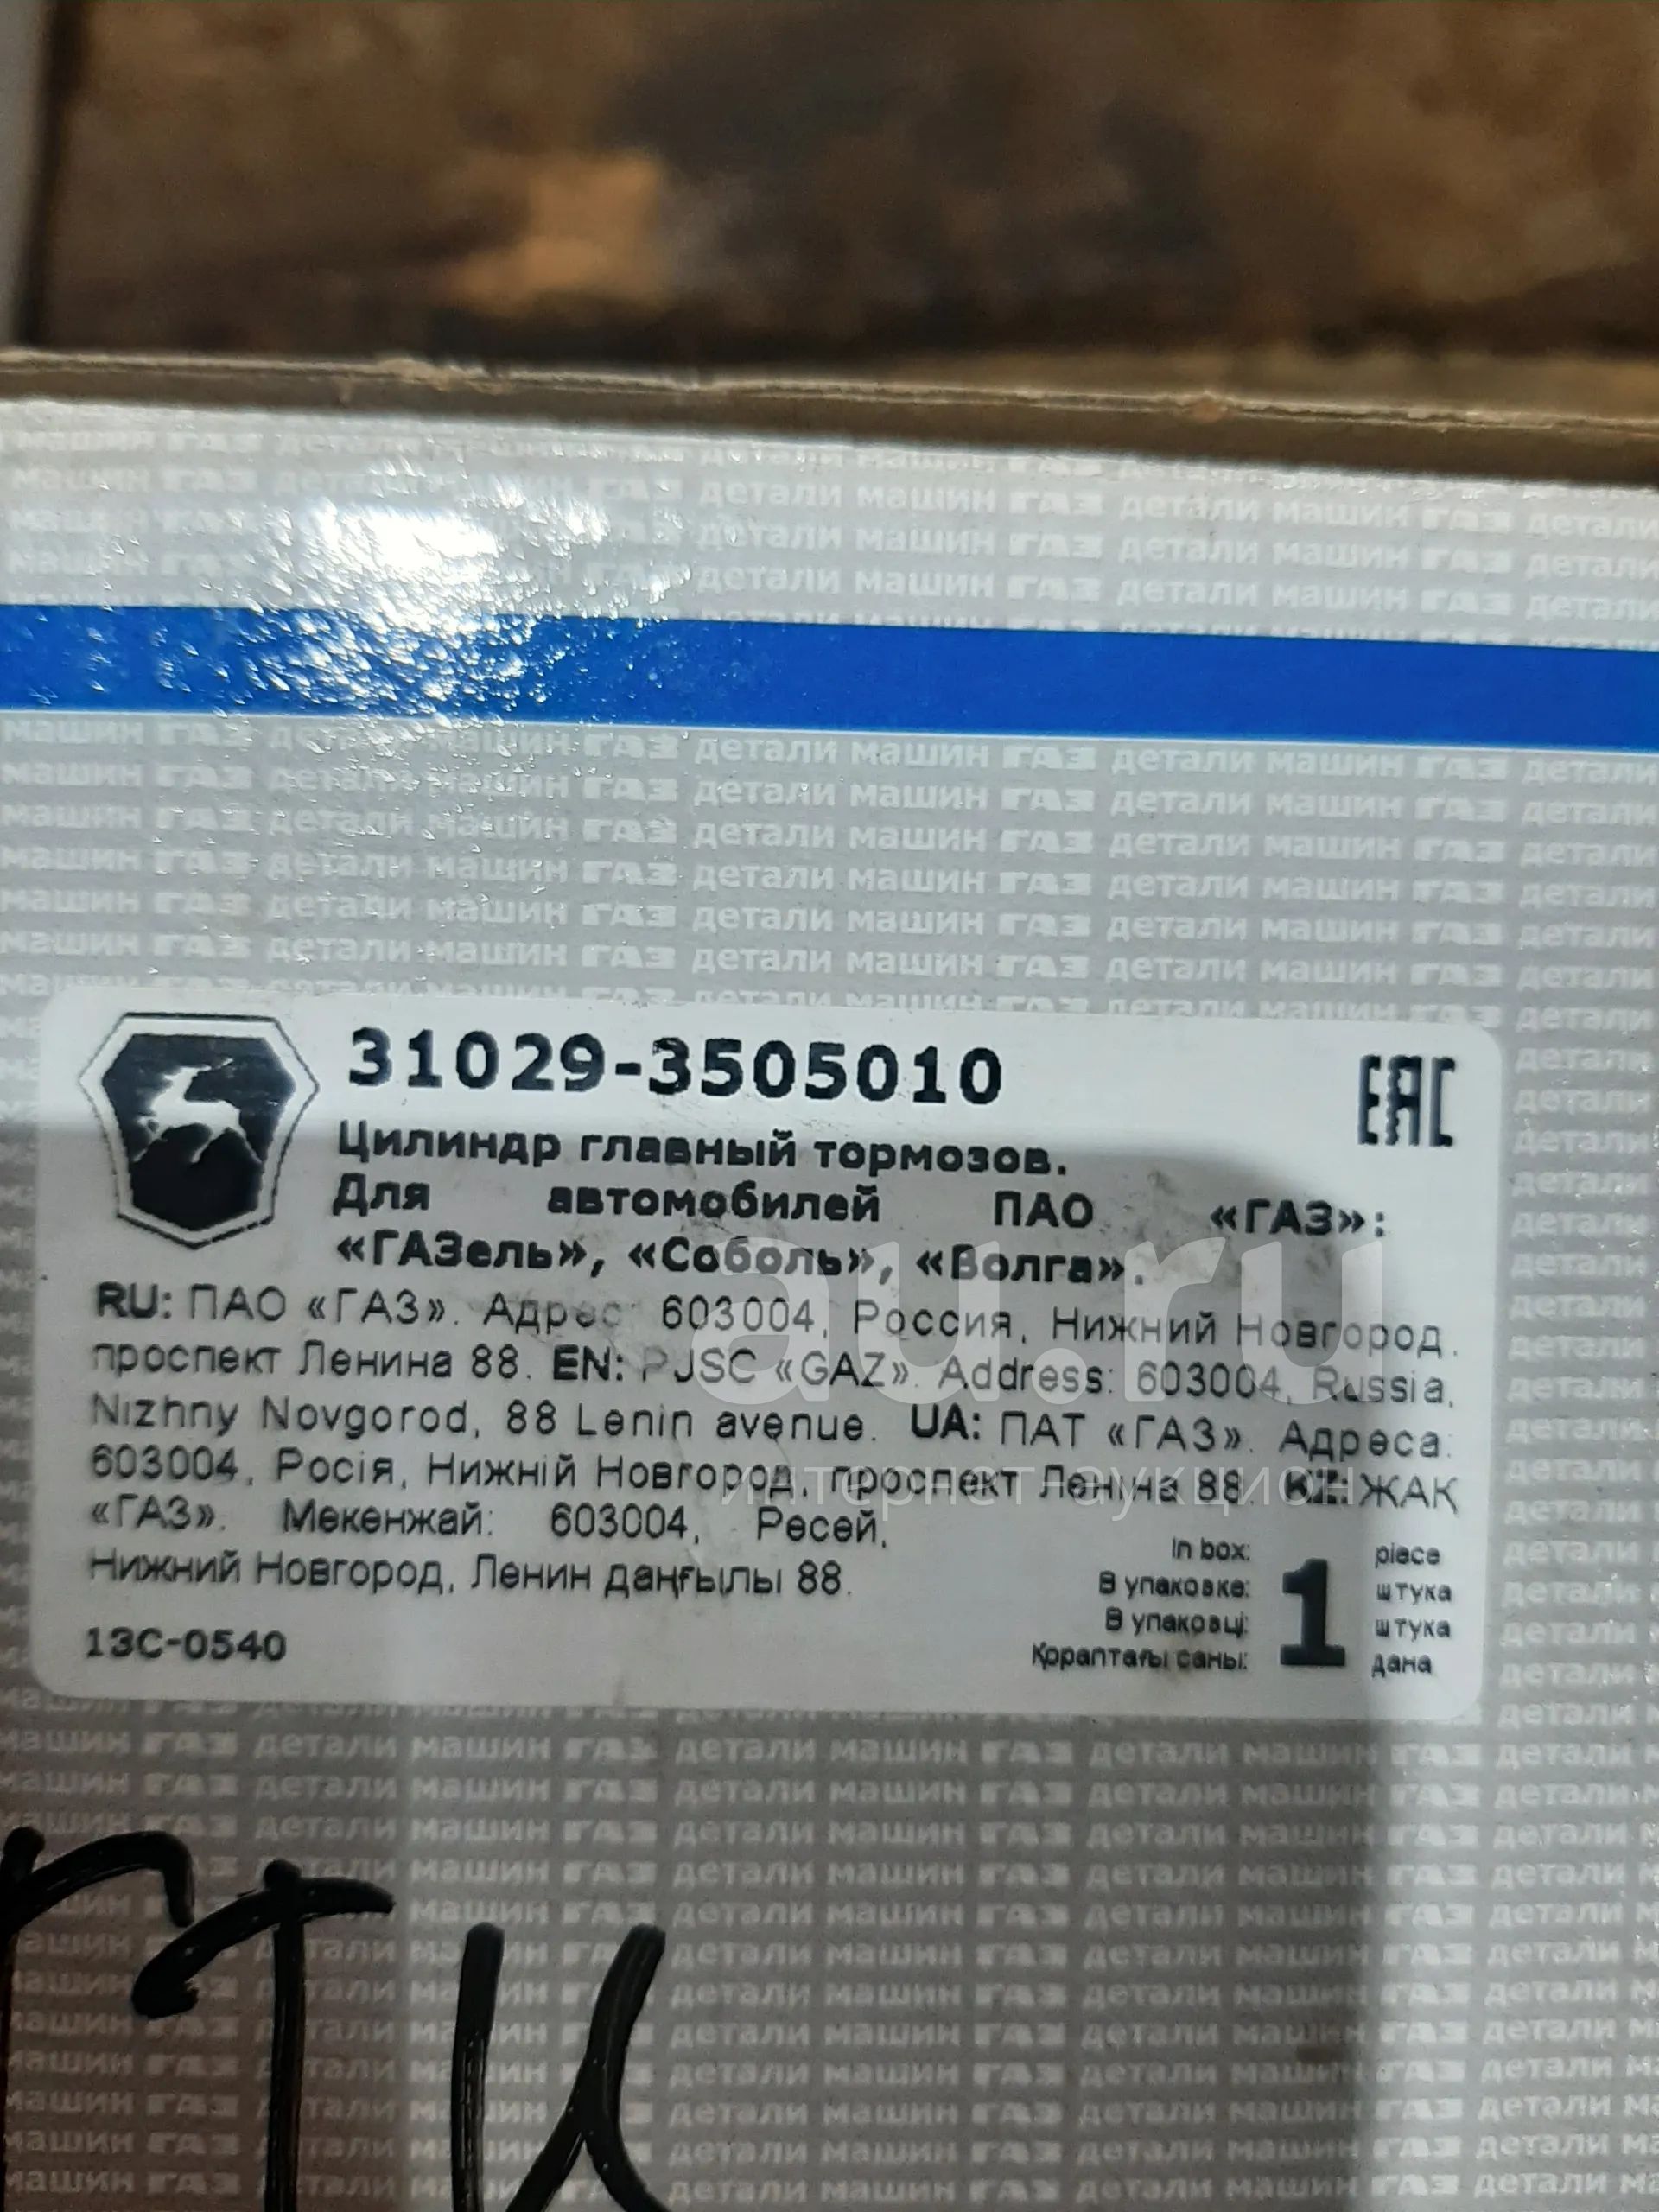 детали машин ГАЗ детали машин ГАЗ детали
31029-3505010
EAC
Цилиндр главный тормозов.
Для автомобилей ПАО «ГАЗ»:
«ГАЗель», «Соболь», «Волга».
RU: ПАО «ГАЗ». Адрес: 603004, Россия, Нижний Новгород,
проспект Ленина 88. EN: PJSC «GAZ». Address: 603004, Russia,
Nizhny Novgorod, 88 Lenin avenue. UA: ПАТ «ГАЗ». Адреса:
603004, Росія, Нижній Новгород, проспект Леніна 88. KZ: ЖАҚ
«ГАЗ». Мекенжай: 603004, Ресей,
Нижний Новгород, Ленин даңғылы 88.
13С-0540
In box: 1 piece
В упаковке: штука
В упаковці: штука
Қораптағы саны: дана
au.ru
интернет-аукцион